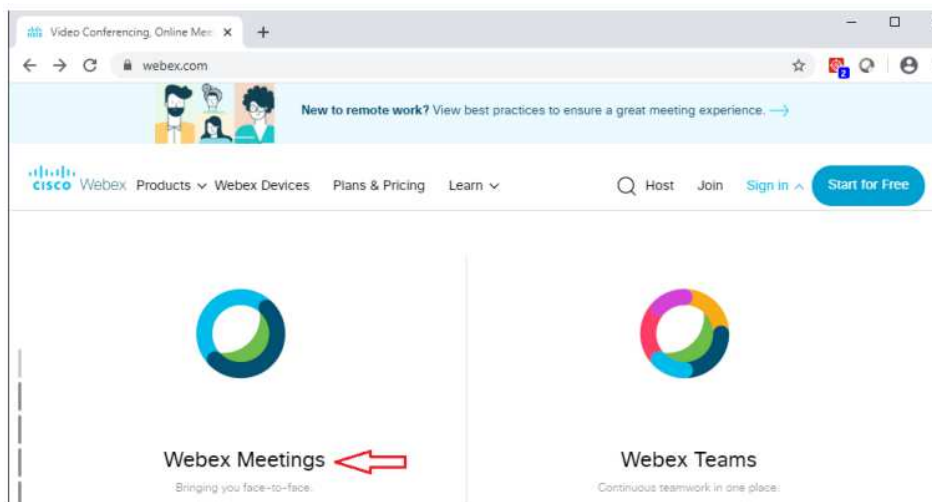 Video Conferencing, Online Mee
webex.com
2
New to remote work? View best practices to ensure a great meeting experience.
CISCO Webex Products Webex Devices Plans & Pricing Learn Host Join Sign in Start for Free
Webex Meetings Webex Teams
Bringing you face-to-face. Continuous teamwork in one place.